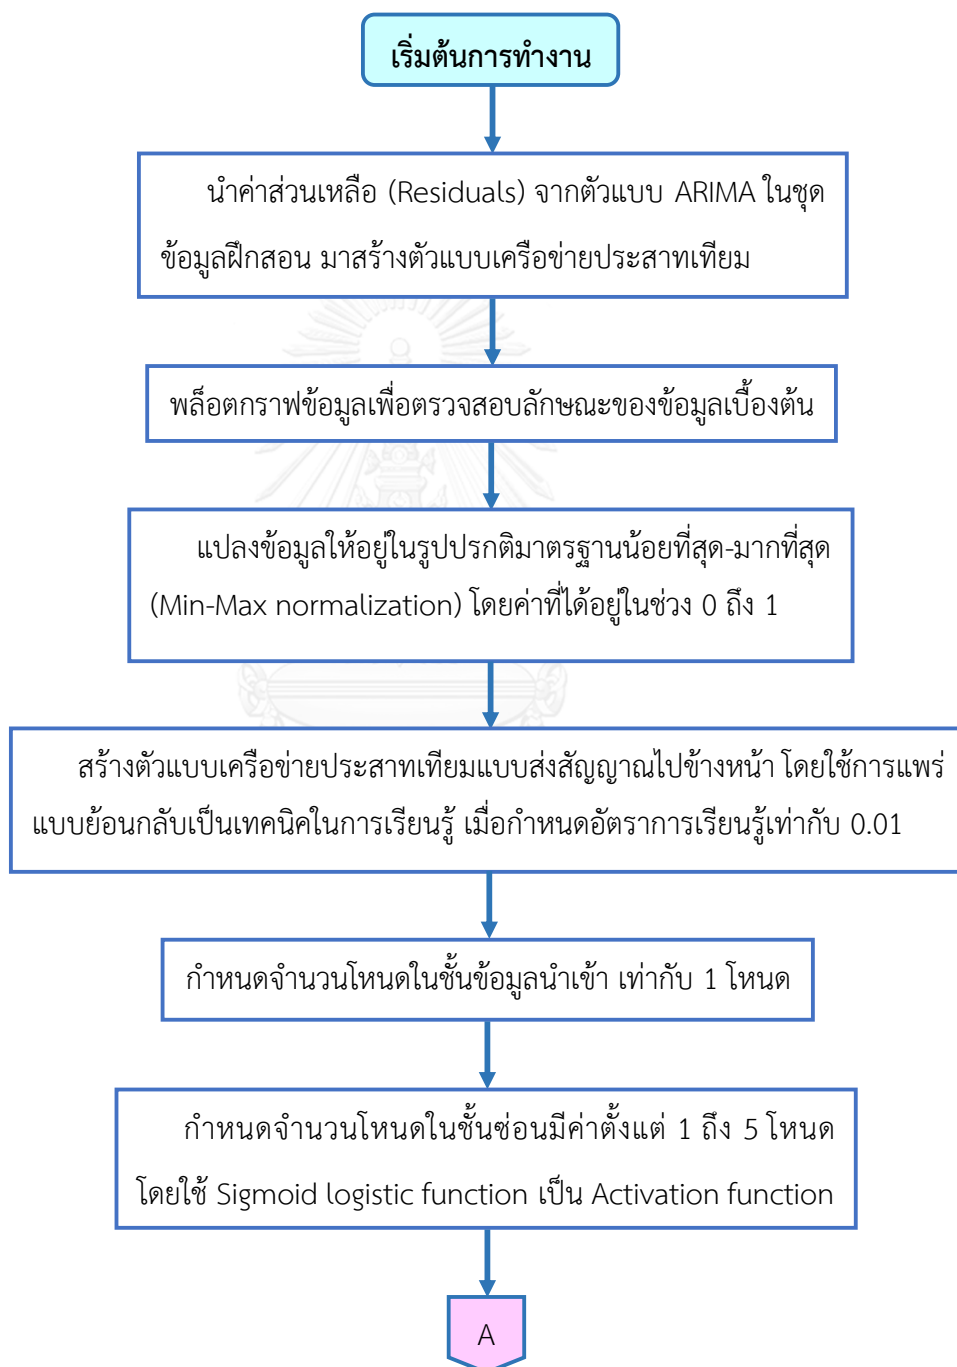 เริ่มต้นการทำงาน
นำค่าส่วนเหลือ (Residuals) จากตัวแบบ ARIMA ในชุด
ข้อมูลฝึกสอน มาสร้างตัวแบบเครือข่ายประสาทเทียม
พล็อตกราฟข้อมูลเพื่อตรวจสอบลักษณะของข้อมูลเบื้องต้น
แปลงข้อมูลให้อยู่ในรูปปรกติมาตรฐานน้อยที่สุด-มากที่สุด
(Min-Max normalization) โดยค่าที่ได้อยู่ในช่วง 0 ถึง 1
สร้างตัวแบบเครือข่ายประสาทเทียมแบบส่งสัญญาณไปข้างหน้า โดยใช้การแพร่
แบบย้อนกลับเป็นเทคนิคในการเรียนรู้ เมื่อกำหนดอัตราการเรียนรู้เท่ากับ 0.01
กำหนดจำนวนโหนดในชั้นข้อมูลนำเข้า เท่ากับ 1 โหนด
กำหนดจำนวนโหนดในชั้นซ่อนมีค่าตั้งแต่ 1 ถึง 5 โหนด
โดยใช้ Sigmoid logistic function เป็น Activation function
A